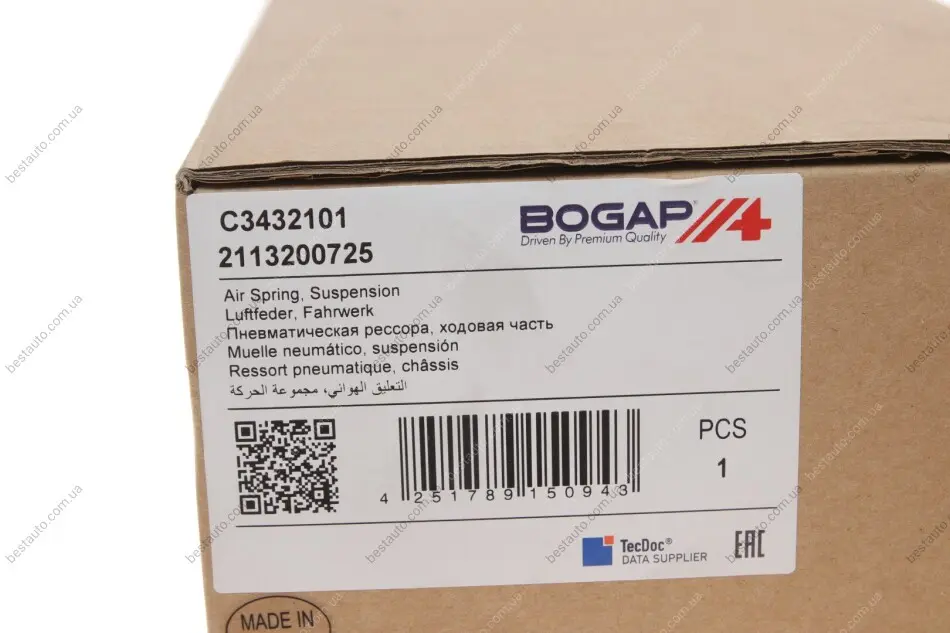 C3432101
2113200725
BOGAP
Driven By Premium Quality
Air Spring, Suspension
Luftfeder, Fahrwerk
Пневматическая рессора, ходовая часть
Muelle neumático, suspensión
Ressort pneumatique, châssis
التعليق الهوائي، مجموعة الحركة
PCS
1
4 251789 150943
TecDoc®
DATA SUPPLIER
EAC
MADE IN
bestauto.com.ua